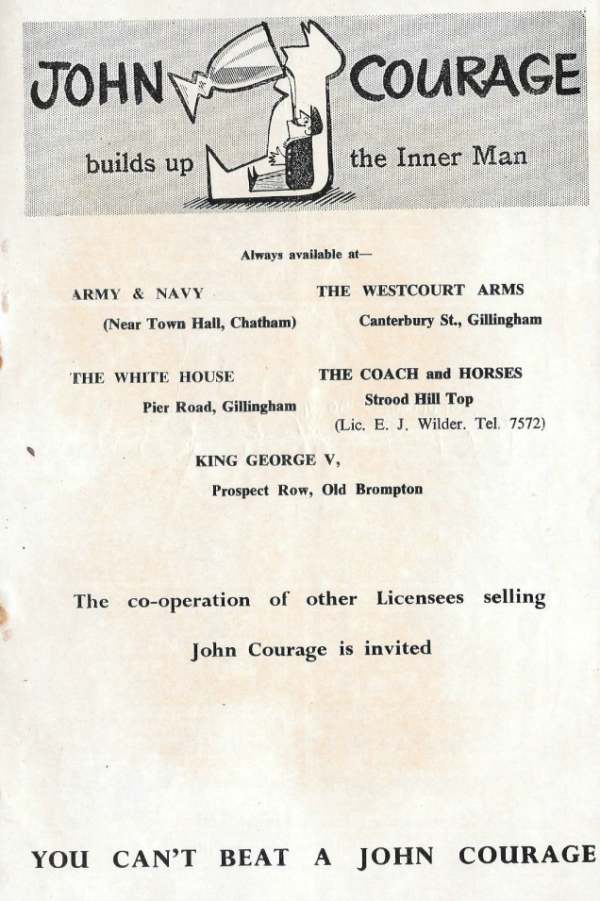 JOHN COURAGE
builds up the Inner Man
Always available at—
ARMY & NAVY
(Near Town Hall, Chatham)
THE WESTCOURT ARMS
Canterbury St., Gillingham
THE WHITE HOUSE
Pier Road, Gillingham
THE COACH and HORSES
Strood Hill Top
(Lic. E. J. Wilder. Tel. 7572)
KING GEORGE V,
Prospect Row, Old Brompton
The co-operation of other Licensees selling
John Courage is invited
YOU CAN'T BEAT A JOHN COURAGE